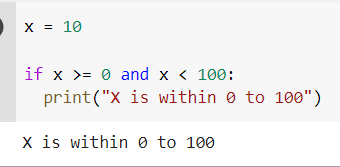 x = 10
if x >= 0 and x < 100:
  print("X is within 0 to 100")
X is within 0 to 100